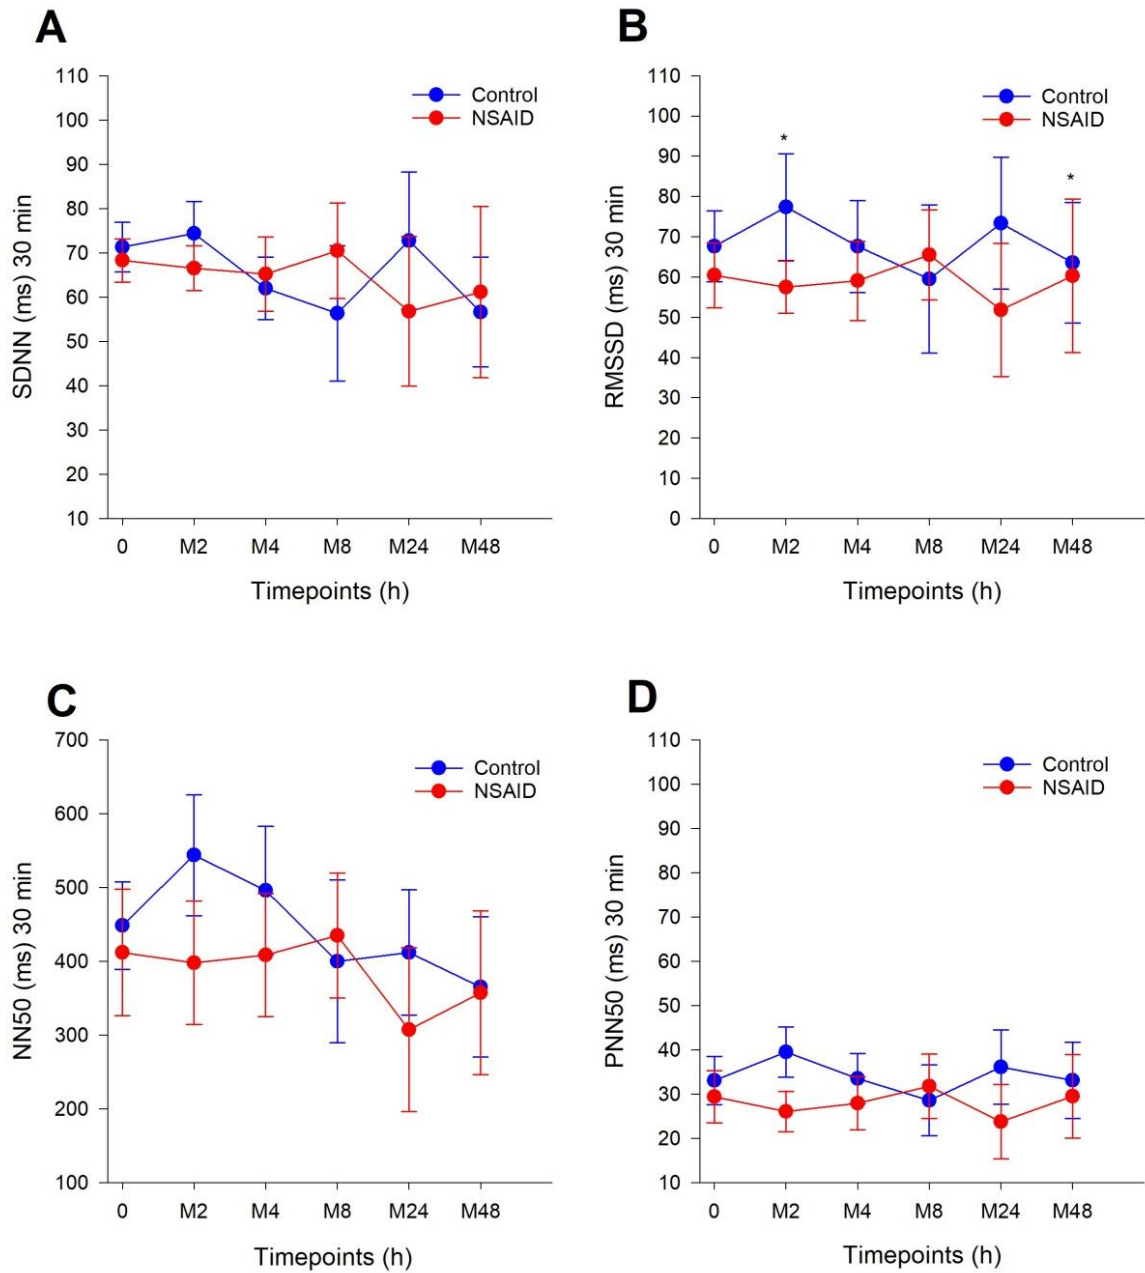 A
SDNN (ms) 30 min
110
100
90
80
70
60
50
40
30
20
10
Control
NSAID
0 M2 M4 M8 M24 M48
Timepoints (h)
B
RMSSD (ms) 30 min
110
100
90
80
70
60
50
40
30
20
10
0
Control
NSAID
*
*
0 M2 M4 M8 M24 M48
Timepoints (h)
C
NN50 (ms) 30 min
700
600
500
400
300
200
100
Control
NSAID
0 M2 M4 M8 M24 M48
Timepoints (h)
D
PNN50 (ms) 30 min
110
100
90
80
70
60
50
40
30
20
10
Control
NSAID
0 M2 M4 M8 M24 M48
Timepoints (h)